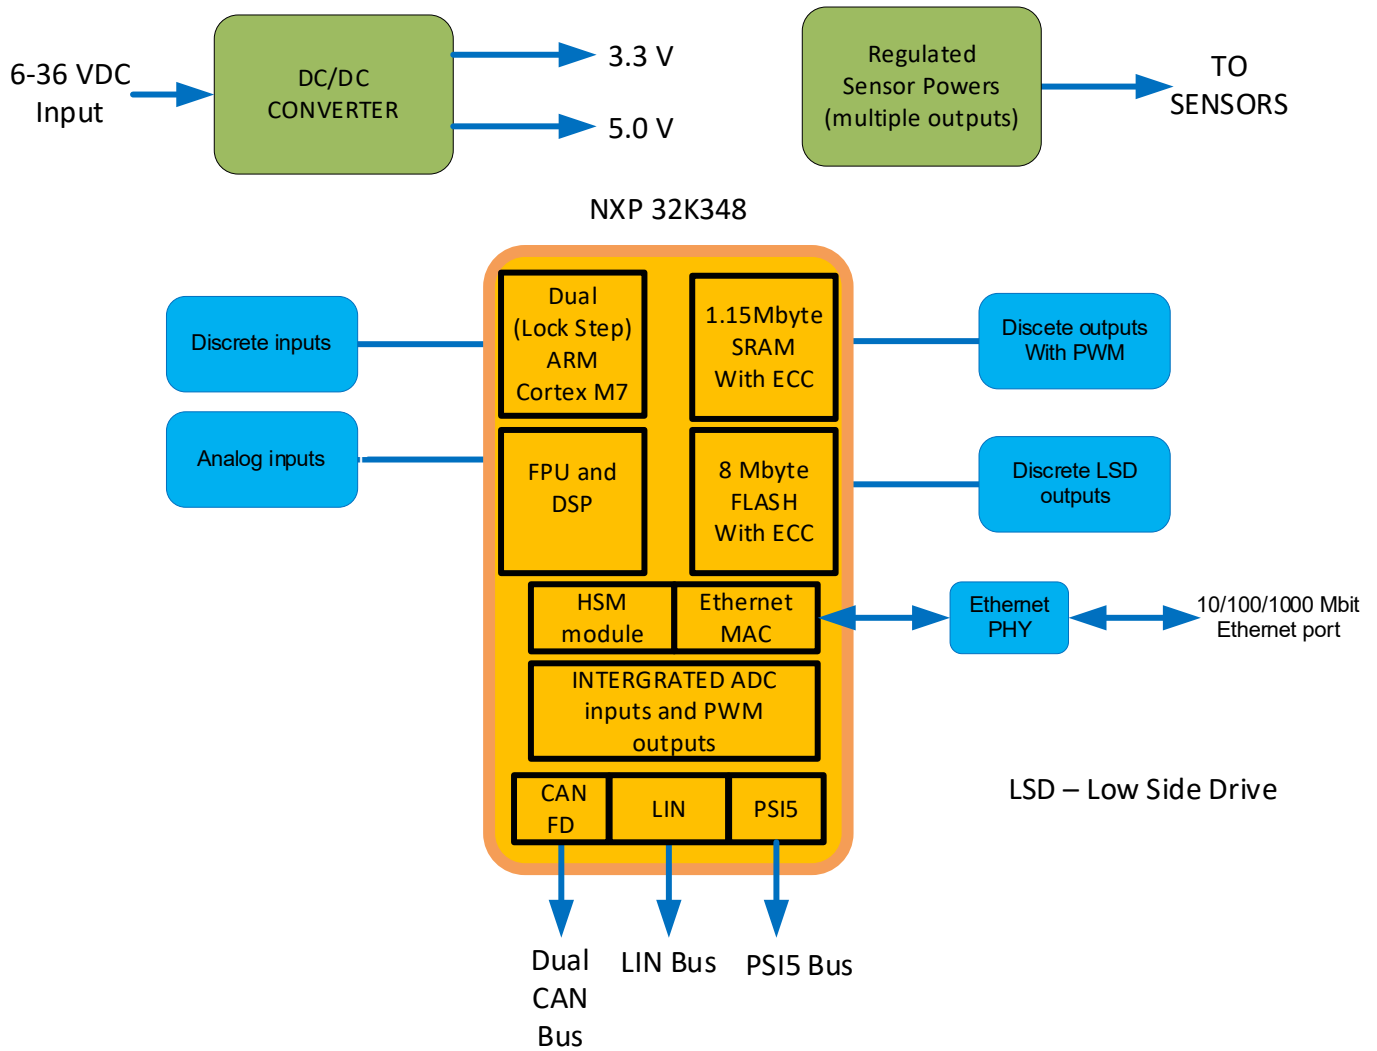 6-36 VDC
Input
DC/DC
CONVERTER
3.3 V
5.0 V
Regulated
Sensor Powers
(multiple outputs)
TO
SENSORS
NXP 32K348
Discrete inputs
Analog inputs
Dual
(Lock Step)
ARM
Cortex M7
1.15Mbyte
SRAM
With ECC
FPU and
DSP
8 Mbyte
FLASH
With ECC
Discete outputs
With PWM
Discrete LSD
outputs
HSM
module
Ethernet
MAC
Ethernet
PHY
10/100/1000 Mbit
Ethernet port
INTERGRATED ADC
inputs and PWM
outputs
LSD – Low Side Drive
CAN
FD
LIN
PSI5
Dual
CAN
Bus
LIN Bus
PSI5 Bus